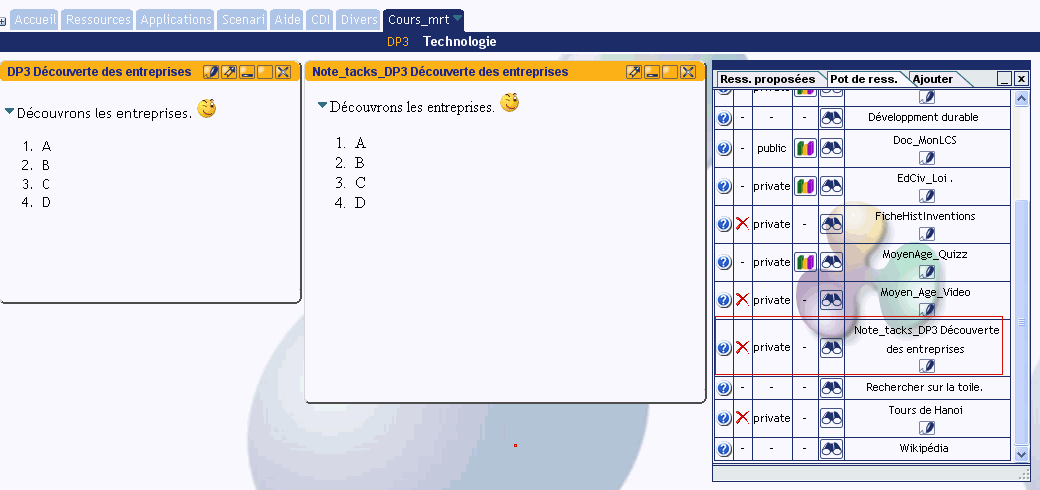 Accueil Ressources Applications Scenari Aide CDI Divers Cours_mrt
DP3 Technologie
DP3 Découverte des entreprises
Découvrons les entreprises.
1. A
2. B
3. C
4. D
Note_tacks_DP3 Découverte des entreprises
Découvrons les entreprises.
1. A
2. B
3. C
4. D
Ress. proposées Pot de ress. Ajouter _ x
- - - Développment durable
- public Doc_MonLCS
- private EdCiv_Loi .
private - FicheHistInventions
- private MoyenAge_Quizz
private - Moyen_Age_Video
private - Note_tacks_DP3 Découverte
des entreprises
- - - Rechercher sur la toile.
private - Tours de Hanoi
- - - Wikipédia